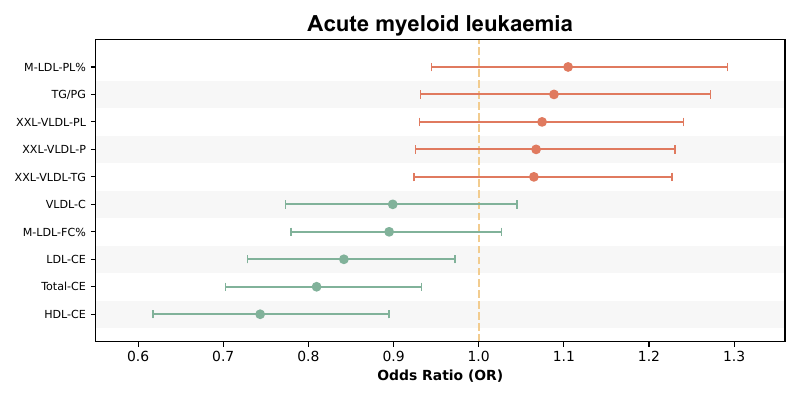 Acute myeloid leukaemia
M-LDL-PL%
TG/PG
XXL-VLDL-PL
XXL-VLDL-P
XXL-VLDL-TG
VLDL-C
M-LDL-FC%
LDL-CE
Total-CE
HDL-CE
0.6 0.7 0.8 0.9 1.0 1.1 1.2 1.3
Odds Ratio (OR)